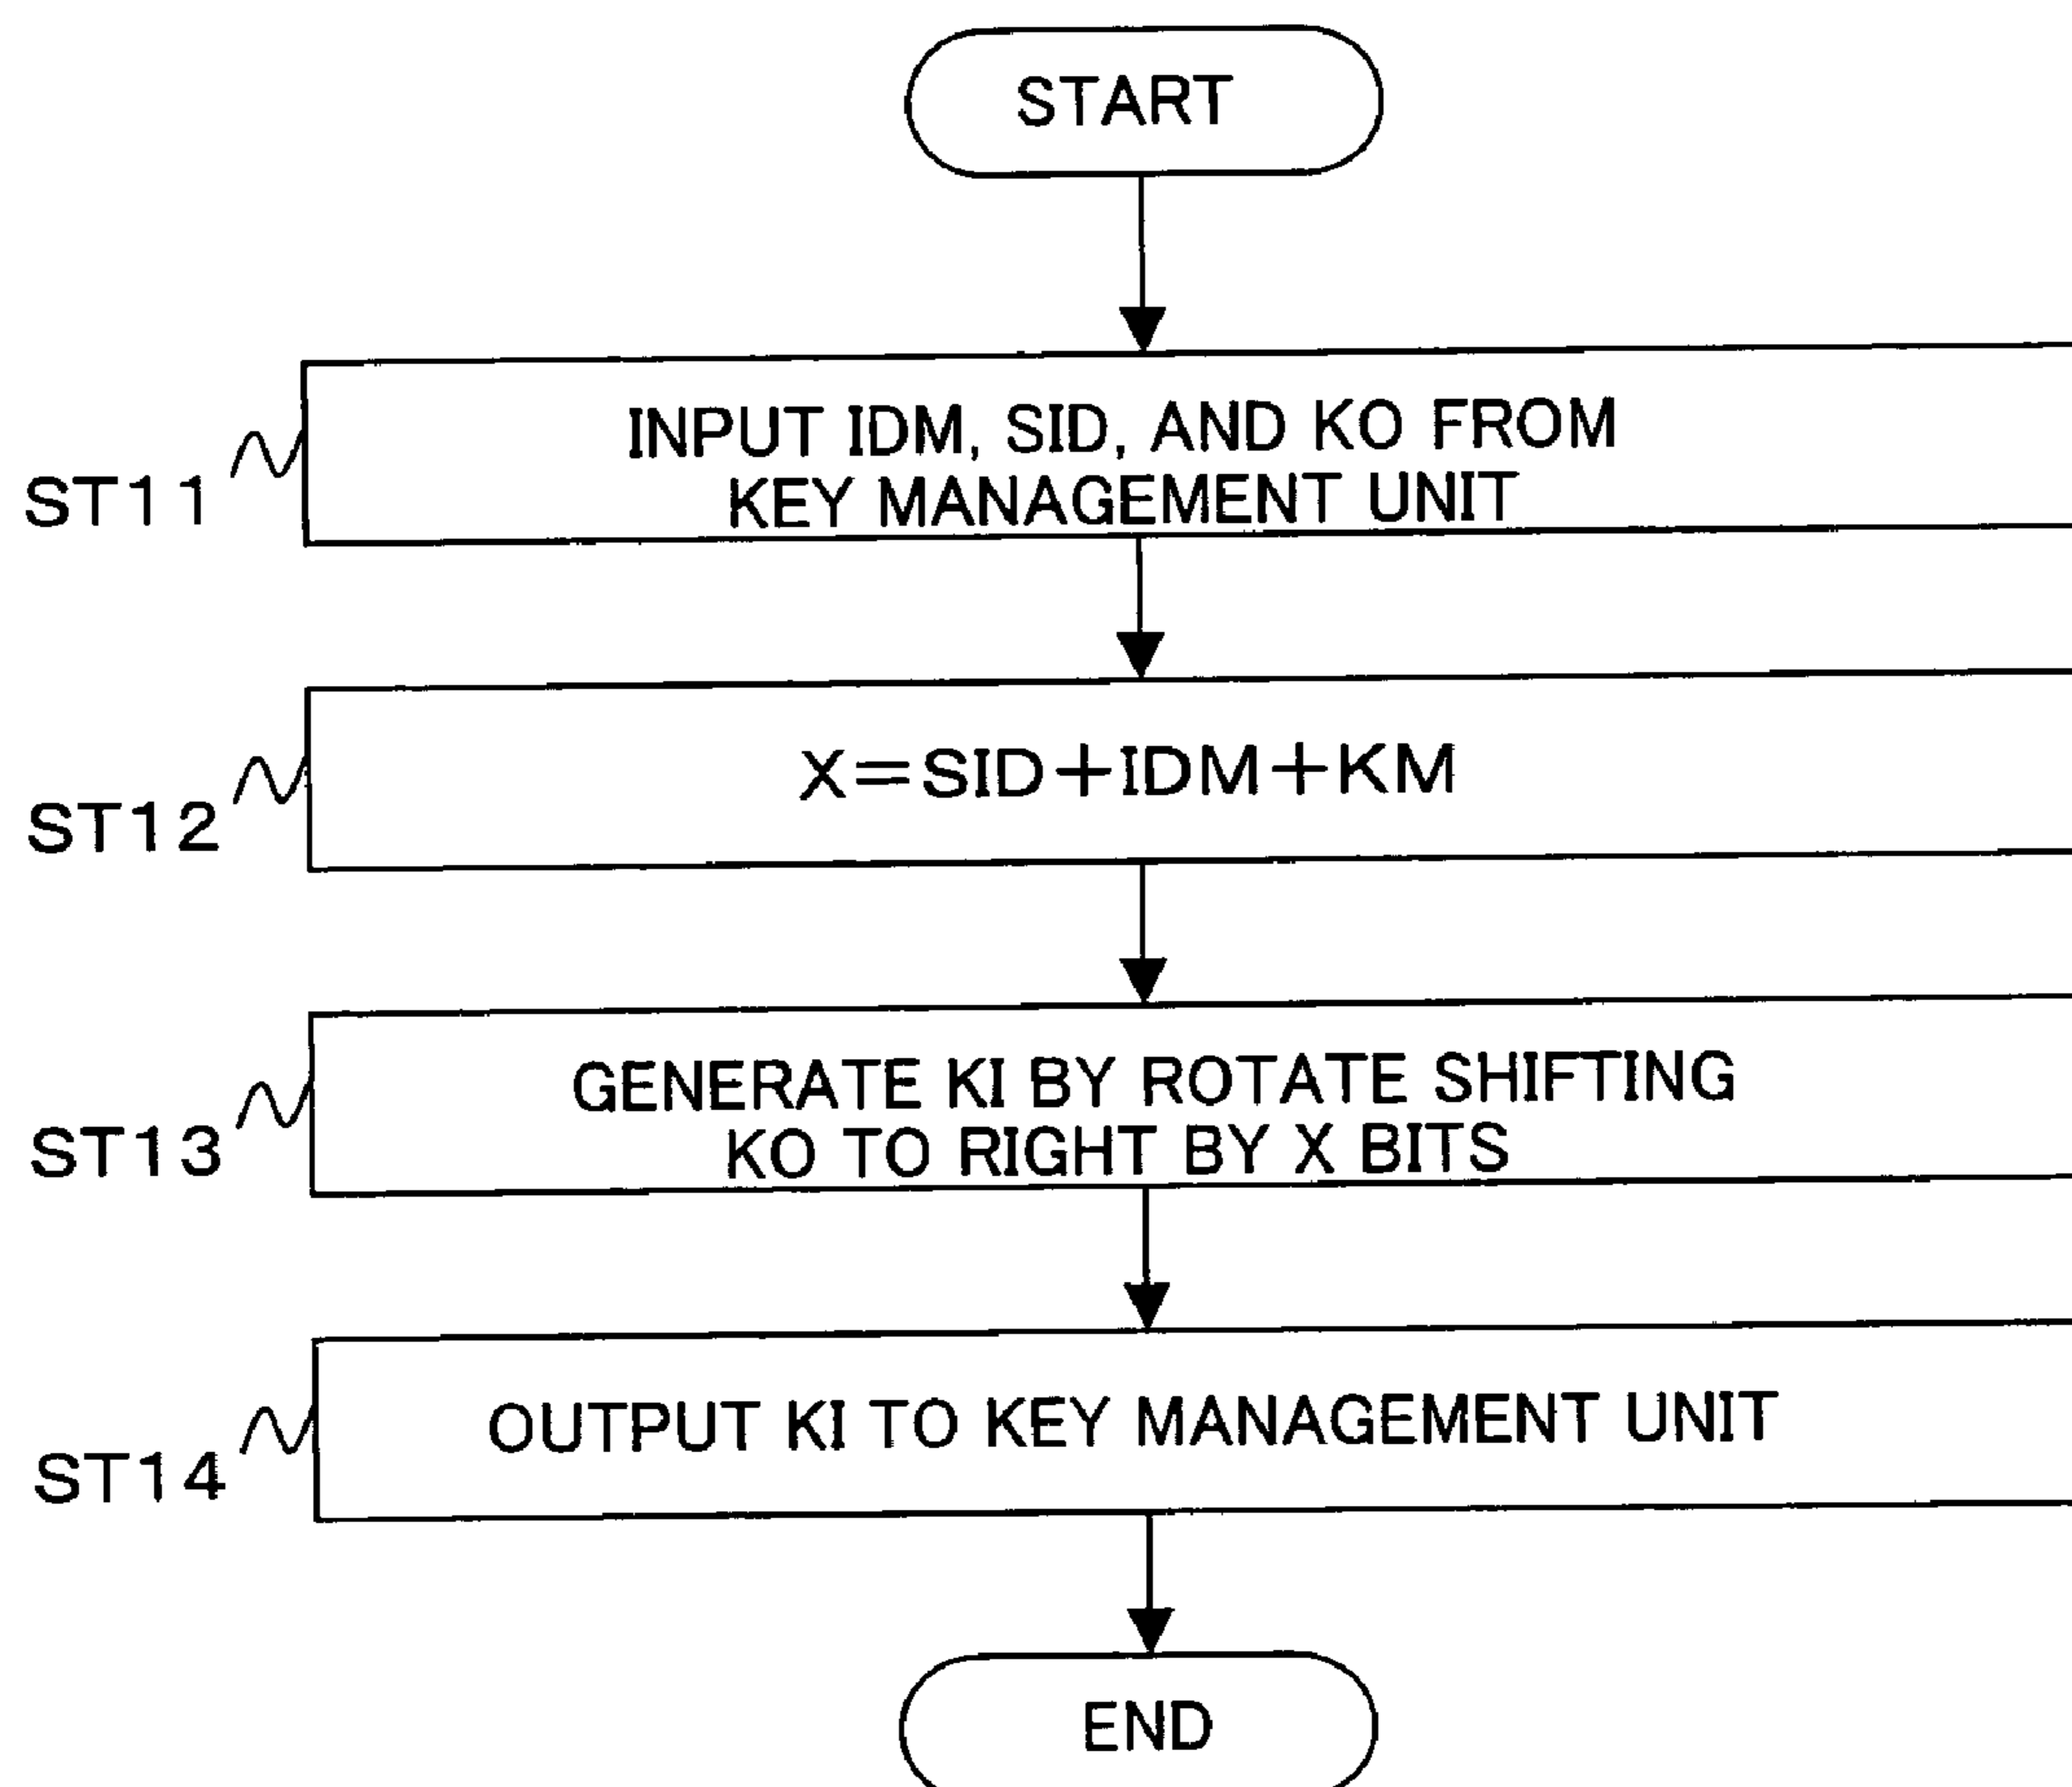 START
INPUT IDM, SID, AND KO FROM
KEY MANAGEMENT UNIT
ST11
X=SID+IDM+KM
ST12
GENERATE KI BY ROTATE SHIFTING
KO TO RIGHT BY X BITS
ST13
OUTPUT KI TO KEY MANAGEMENT UNIT
ST14
END